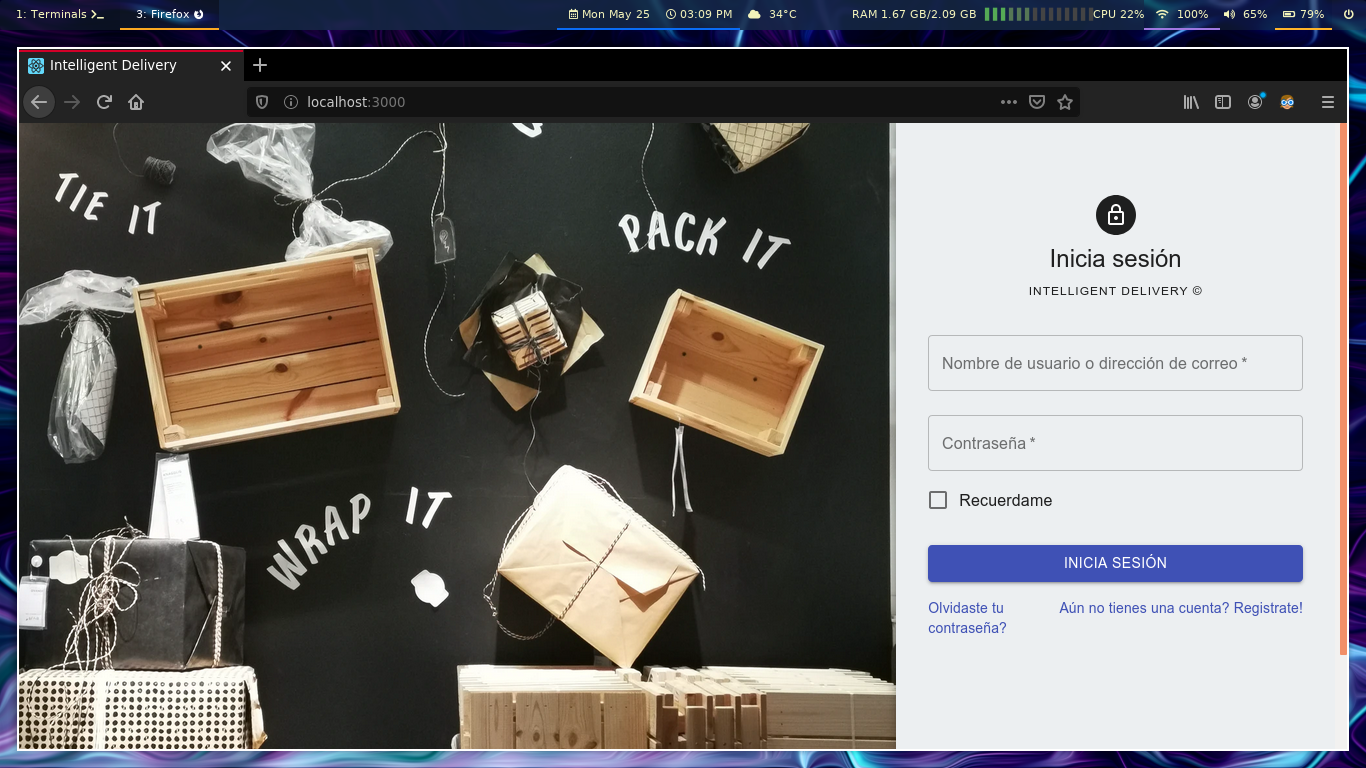 1: Terminals
3: Firefox
Mon May 25
03:09 PM
34°C
RAM 1.67 GB/2.09 GB
CPU 22%
100%
65%
79%
Intelligent Delivery
localhost:3000
TIE IT
PACK IT
WRAP IT
Inicia sesión
INTELLIGENT DELIVERY ©
Nombre de usuario o dirección de correo *
Contraseña *
Recuerdame
INICIA SESIÓN
Olvidaste tu
contraseña?
Aún no tienes una cuenta? Registrate!